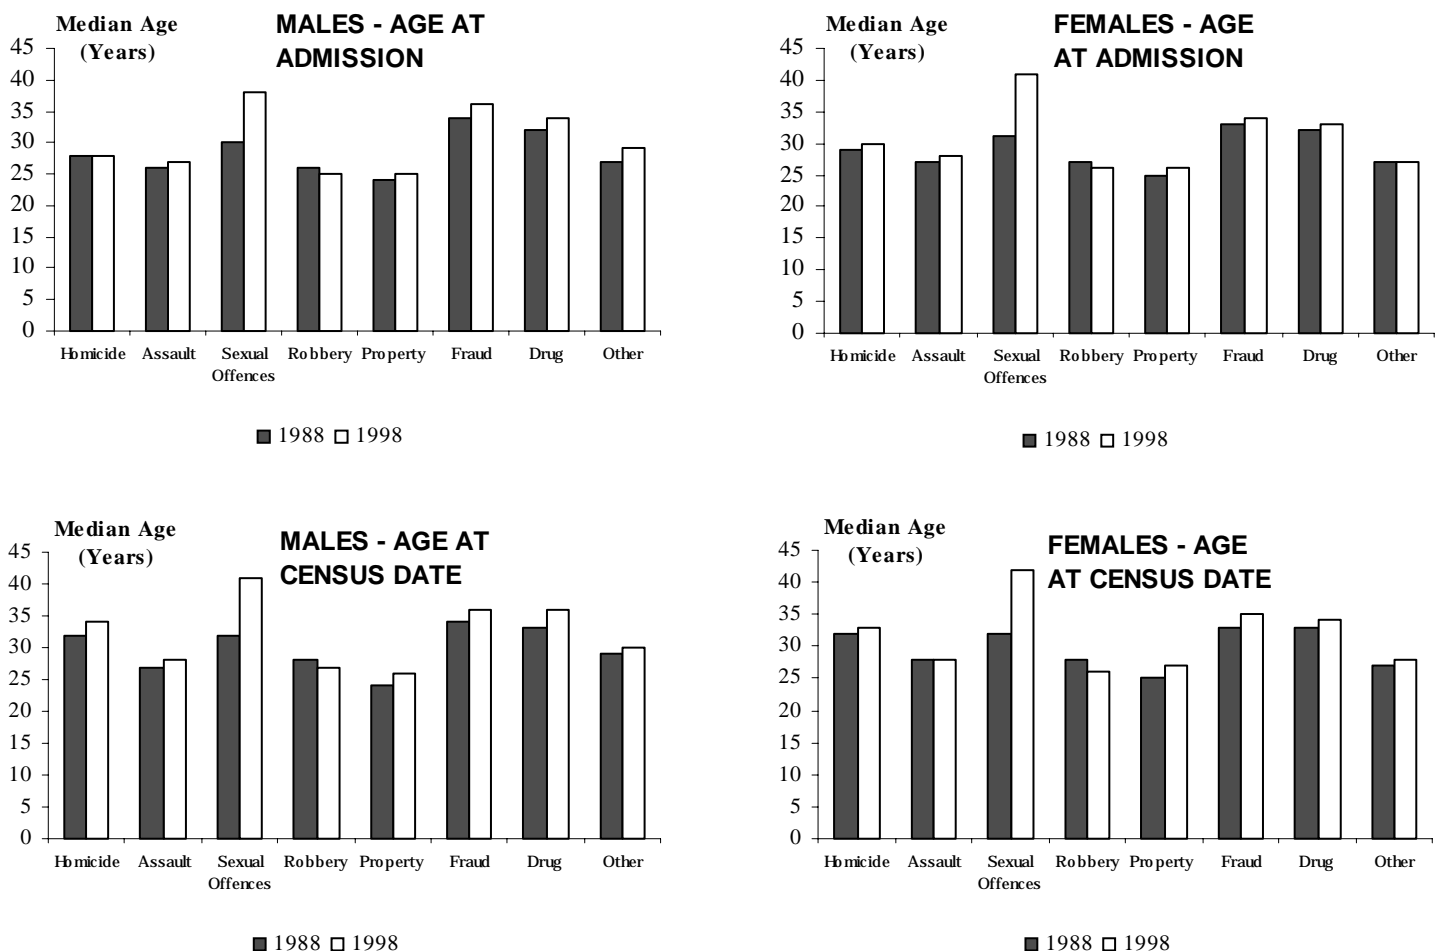 Median Age
(Years)
MALES - AGE AT
ADMISSION
45
40
35
30
25
20
15
10
5
0
Homicide Assault Sexual Offences Robbery Property Fraud Drug Other
1988 1998
Median Age
(Years)
FEMALES - AGE
AT ADMISSION
45
40
35
30
25
20
15
10
5
0
Homicide Assault Sexual Offences Robbery Property Fraud Drug Other
1988 1998
Median Age
(Years)
MALES - AGE AT
CENSUS DATE
45
40
35
30
25
20
15
10
5
0
Homicide Assault Sexual Offences Robbery Property Fraud Drug Other
1988 1998
Median Age
(Years)
FEMALES - AGE
AT CENSUS DATE
45
40
35
30
25
20
15
10
5
0
Homicide Assault Sexual Offences Robbery Property Fraud Drug Other
1988 1998